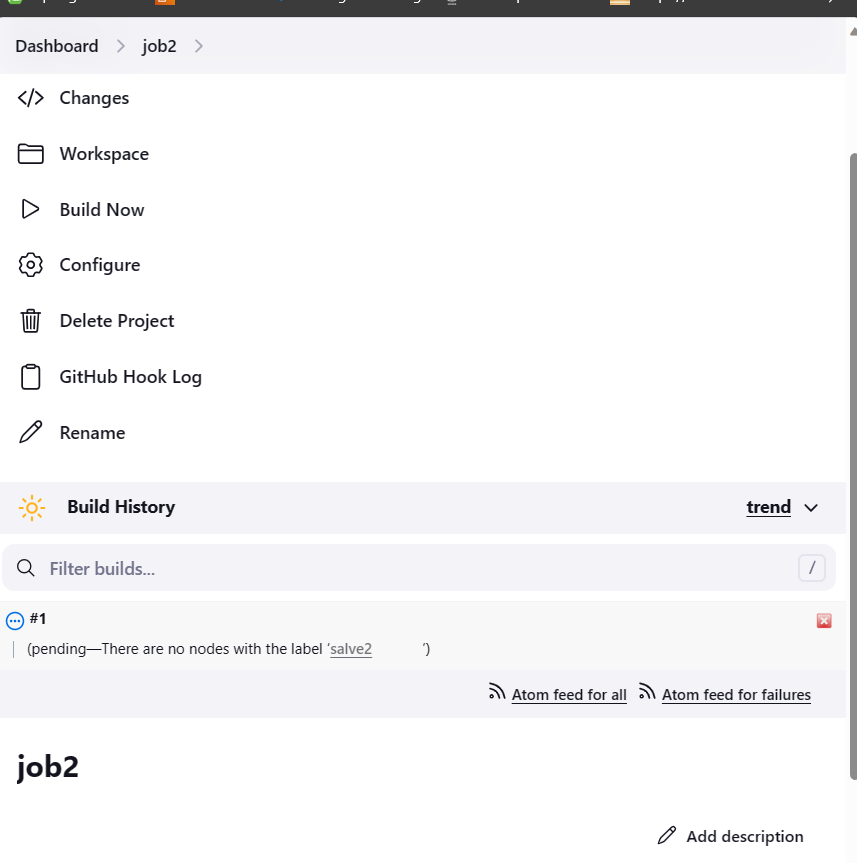 Dashboard > job2 >
Changes
Workspace
Build Now
Configure
Delete Project
GitHub Hook Log
Rename
Build History trend
Filter builds... /
#1
(pending—There are no nodes with the label ‘salve2 ’)
Atom feed for all Atom feed for failures
job2
Add description